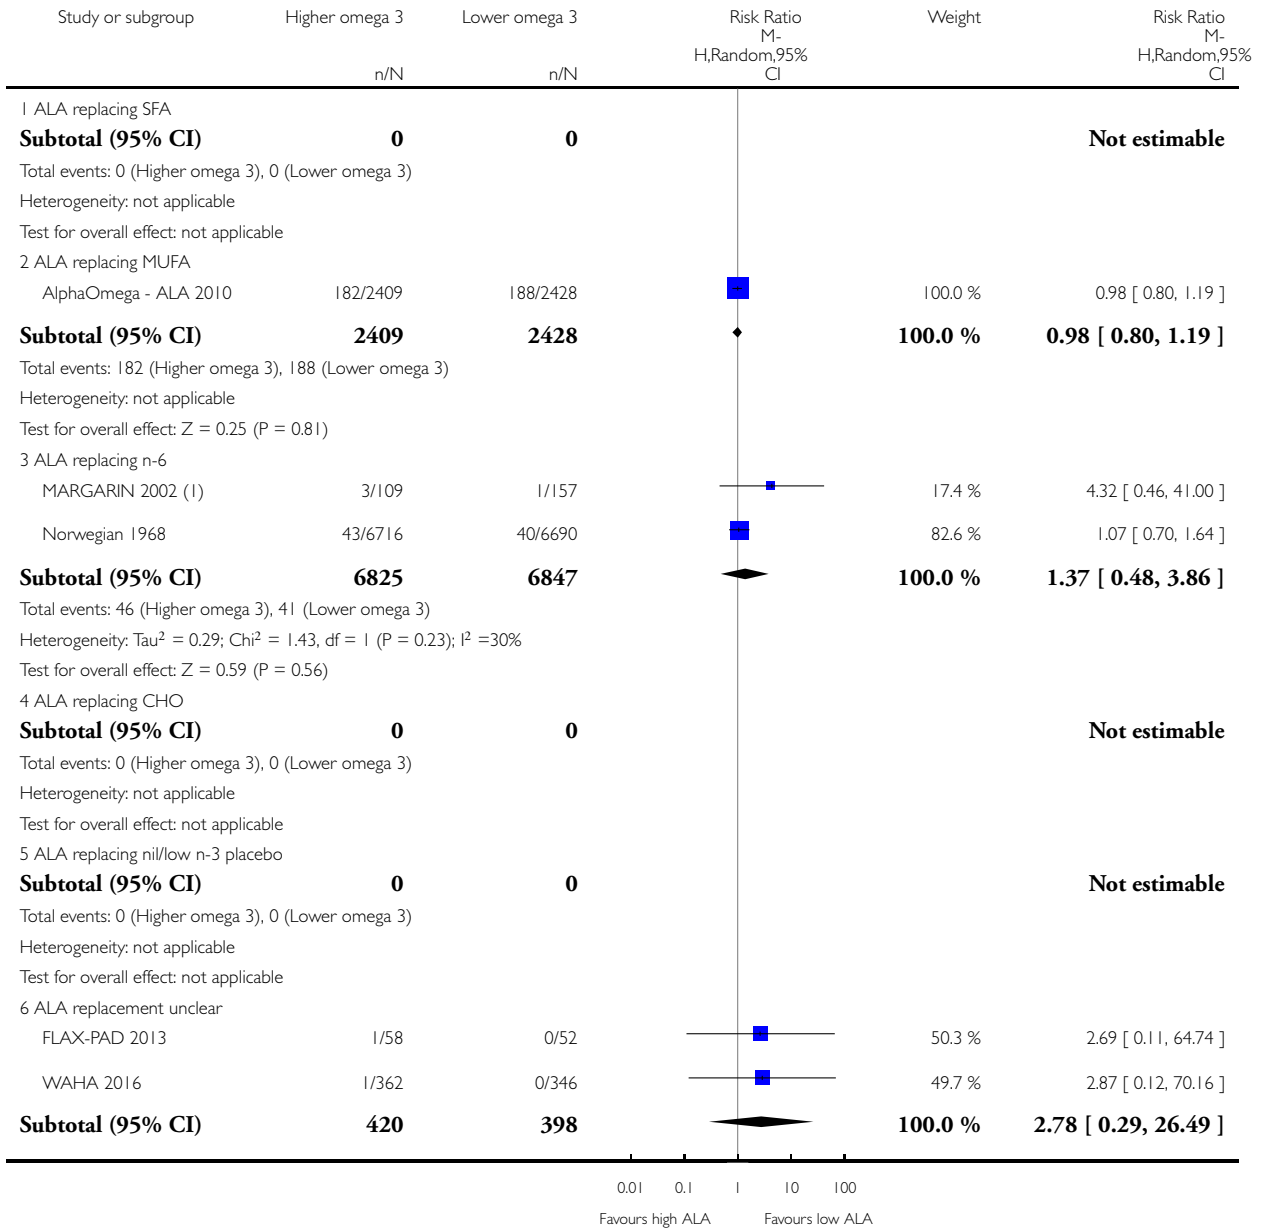 Study or subgroup Higher omega 3 Lower omega 3 Risk Ratio Weight Risk Ratio
M- M-
H,Random,95% H,Random,95%
n/N n/N CI CI
1 ALA replacing SFA
Subtotal (95% CI) 0 0 Not estimable
Total events: 0 (Higher omega 3), 0 (Lower omega 3)
Heterogeneity: not applicable
Test for overall effect: not applicable
2 ALA replacing MUFA
AlphaOmega - ALA 2010 182/2409 188/2428 100.0 % 0.98 [ 0.80, 1.19 ]
Subtotal (95% CI) 2409 2428 100.0 % 0.98 [ 0.80, 1.19 ]
Total events: 182 (Higher omega 3), 188 (Lower omega 3)
Heterogeneity: not applicable
Test for overall effect: Z = 0.25 (P = 0.81)
3 ALA replacing n-6
MARGARIN 2002 (1) 3/109 1/157 17.4 % 4.32 [ 0.46, 41.00 ]
Norwegian 1968 43/6716 40/6690 82.6 % 1.07 [ 0.70, 1.64 ]
Subtotal (95% CI) 6825 6847 100.0 % 1.37 [ 0.48, 3.86 ]
Total events: 46 (Higher omega 3), 41 (Lower omega 3)
Heterogeneity: Tau² = 0.29; Chi² = 1.43, df = 1 (P = 0.23); I² =30%
Test for overall effect: Z = 0.59 (P = 0.56)
4 ALA replacing CHO
Subtotal (95% CI) 0 0 Not estimable
Total events: 0 (Higher omega 3), 0 (Lower omega 3)
Heterogeneity: not applicable
Test for overall effect: not applicable
5 ALA replacing nil/low n-3 placebo
Subtotal (95% CI) 0 0 Not estimable
Total events: 0 (Higher omega 3), 0 (Lower omega 3)
Heterogeneity: not applicable
Test for overall effect: not applicable
6 ALA replacement unclear
FLAX-PAD 2013 1/58 0/52 50.3 % 2.69 [ 0.11, 64.74 ]
WAHA 2016 1/362 0/346 49.7 % 2.87 [ 0.12, 70.16 ]
Subtotal (95% CI) 420 398 100.0 % 2.78 [ 0.29, 26.49 ]
0.01 0.1 1 10 100
Favours high ALA Favours low ALA